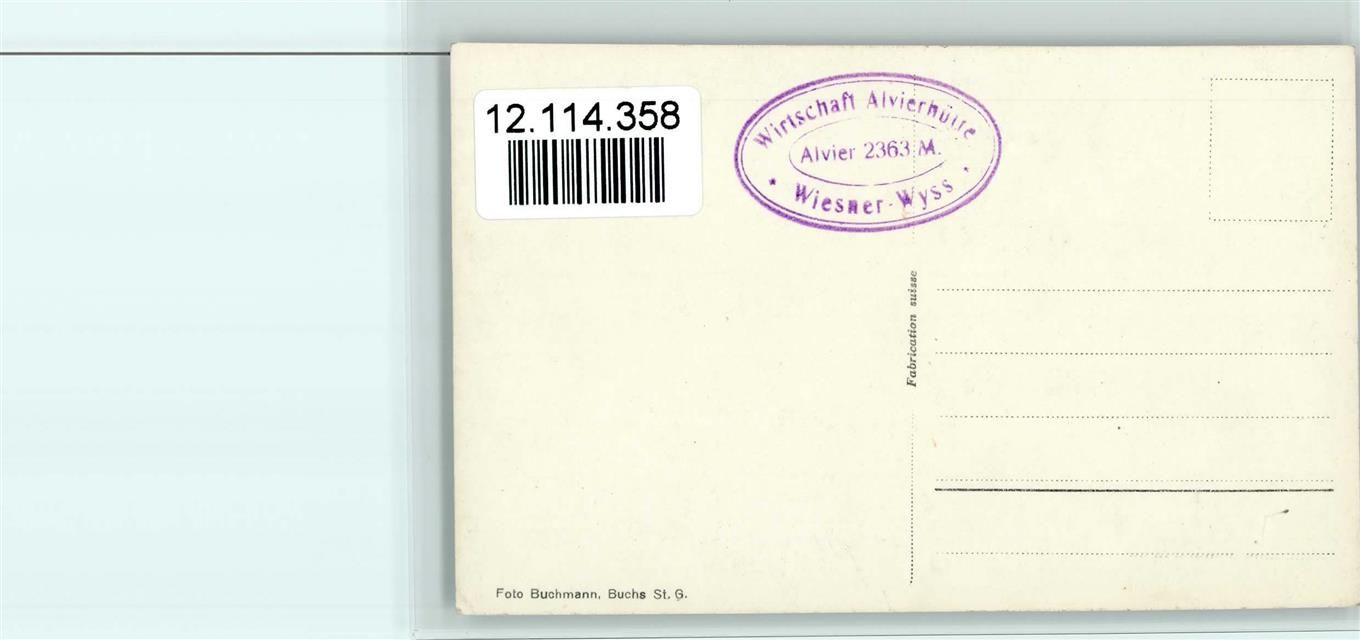 12.114.358
Wirtschaft Alvierhütte
Alvier 2363 M.
* Wiesner-Wyss *
Fabrication suisse
Foto Buchmann, Buchs St. G.